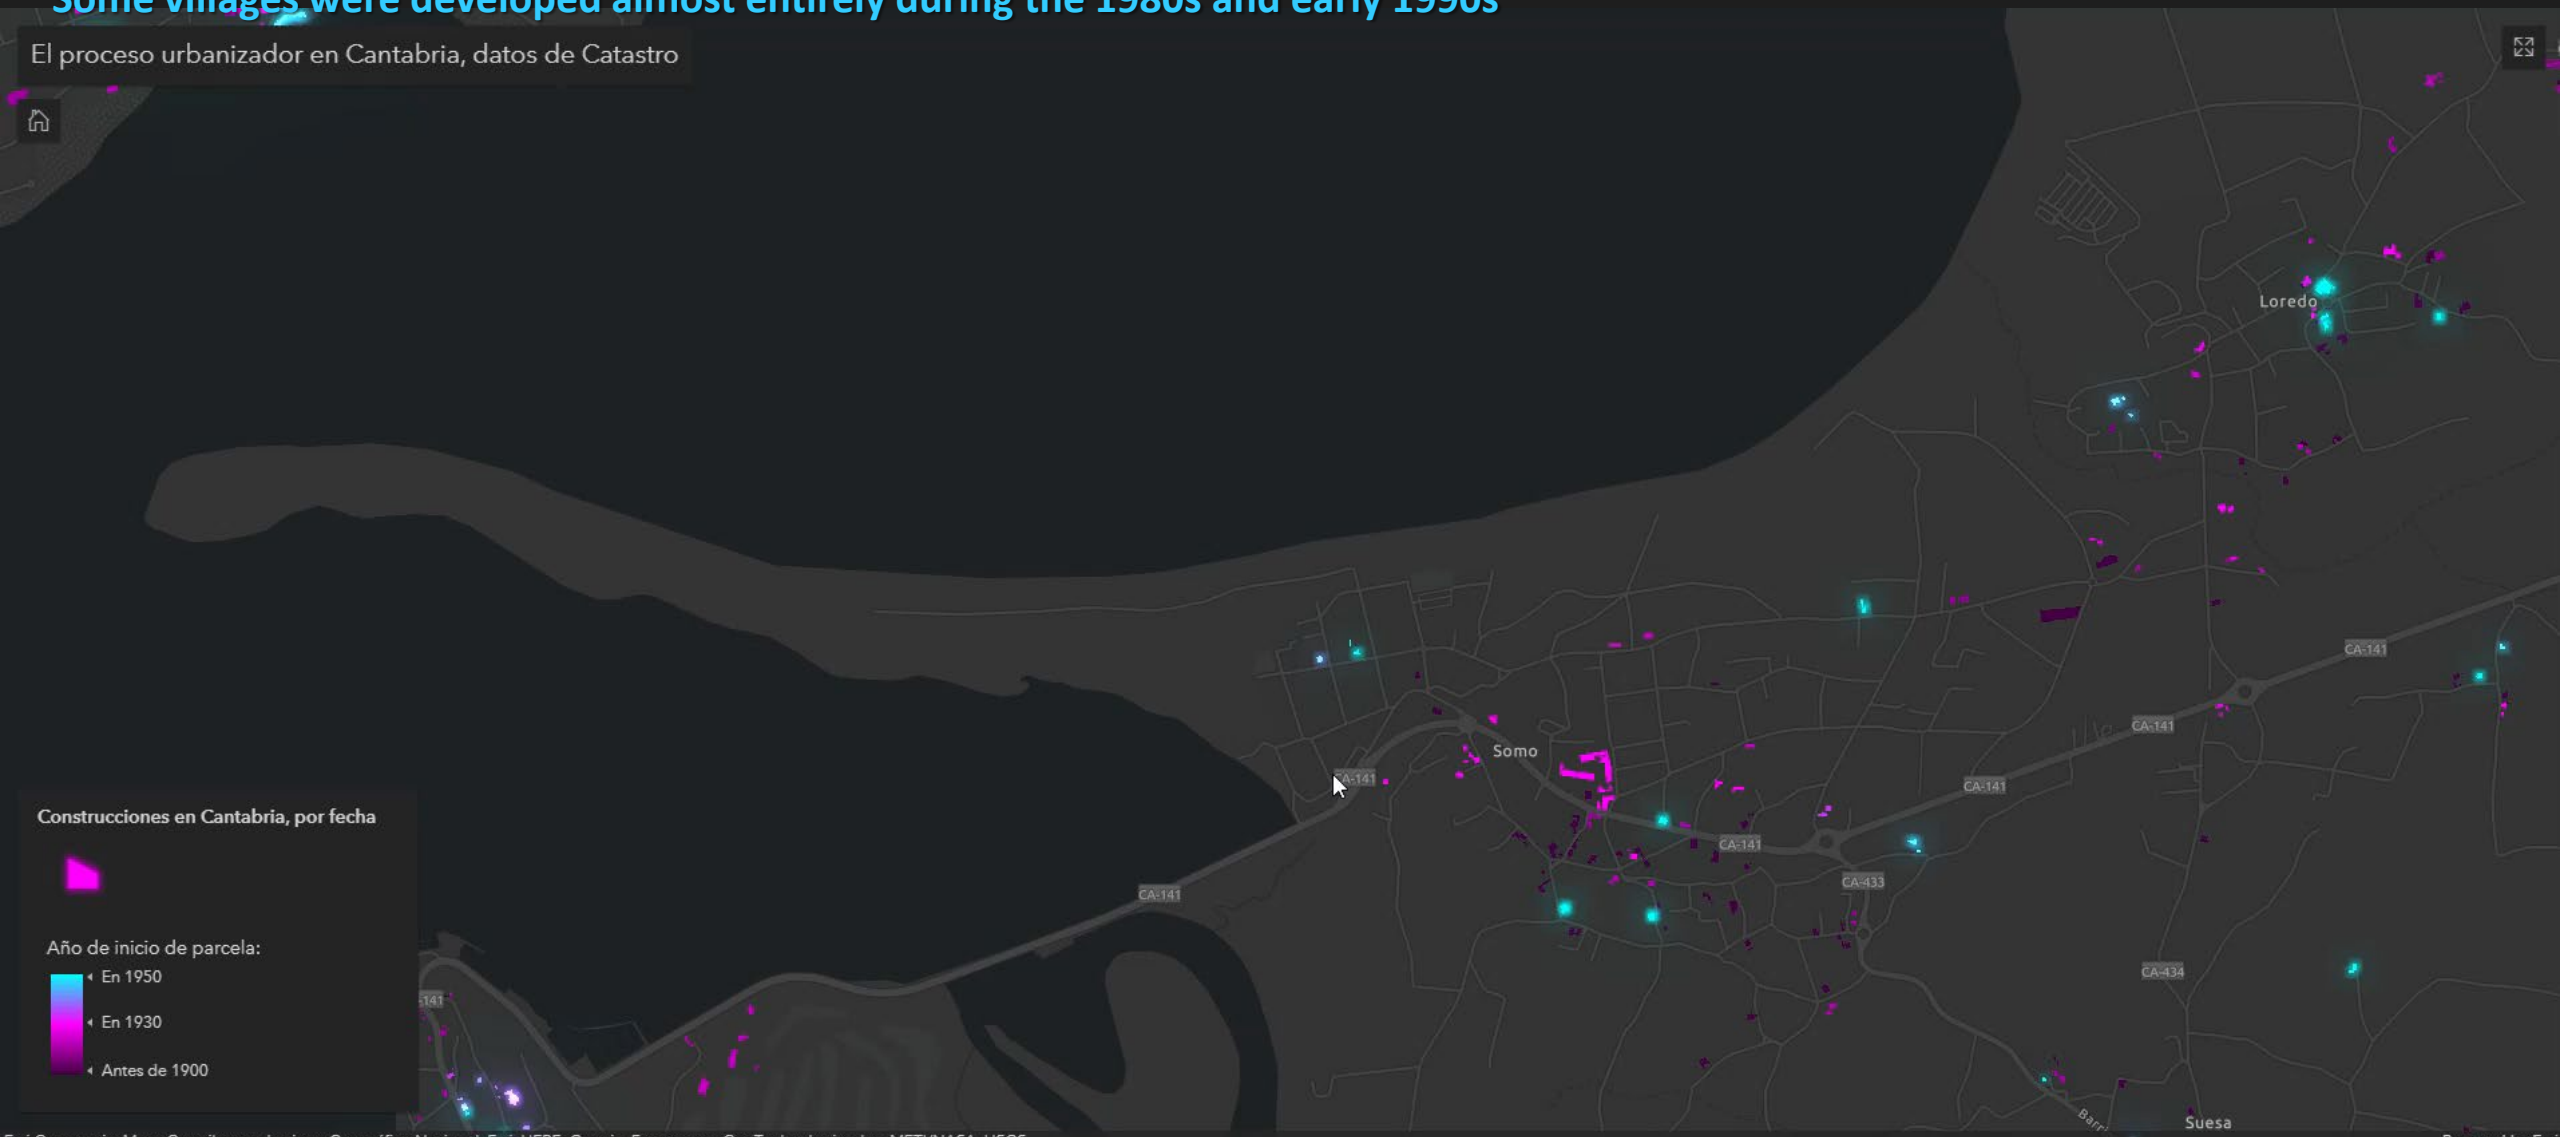 Some villages were developed almost entirely during the 1980s and early 1990s
El proceso urbanizador en Cantabria, datos de Catastro
Loredo
CA-141
CA-141
Somo
CA-141
CA-141
CA-141
CA-433
CA-141
CA-434
-141
Suesa
Construcciones en Cantabria, por fecha
Año de inicio de parcela:
En 1950
En 1930
Antes de 1900